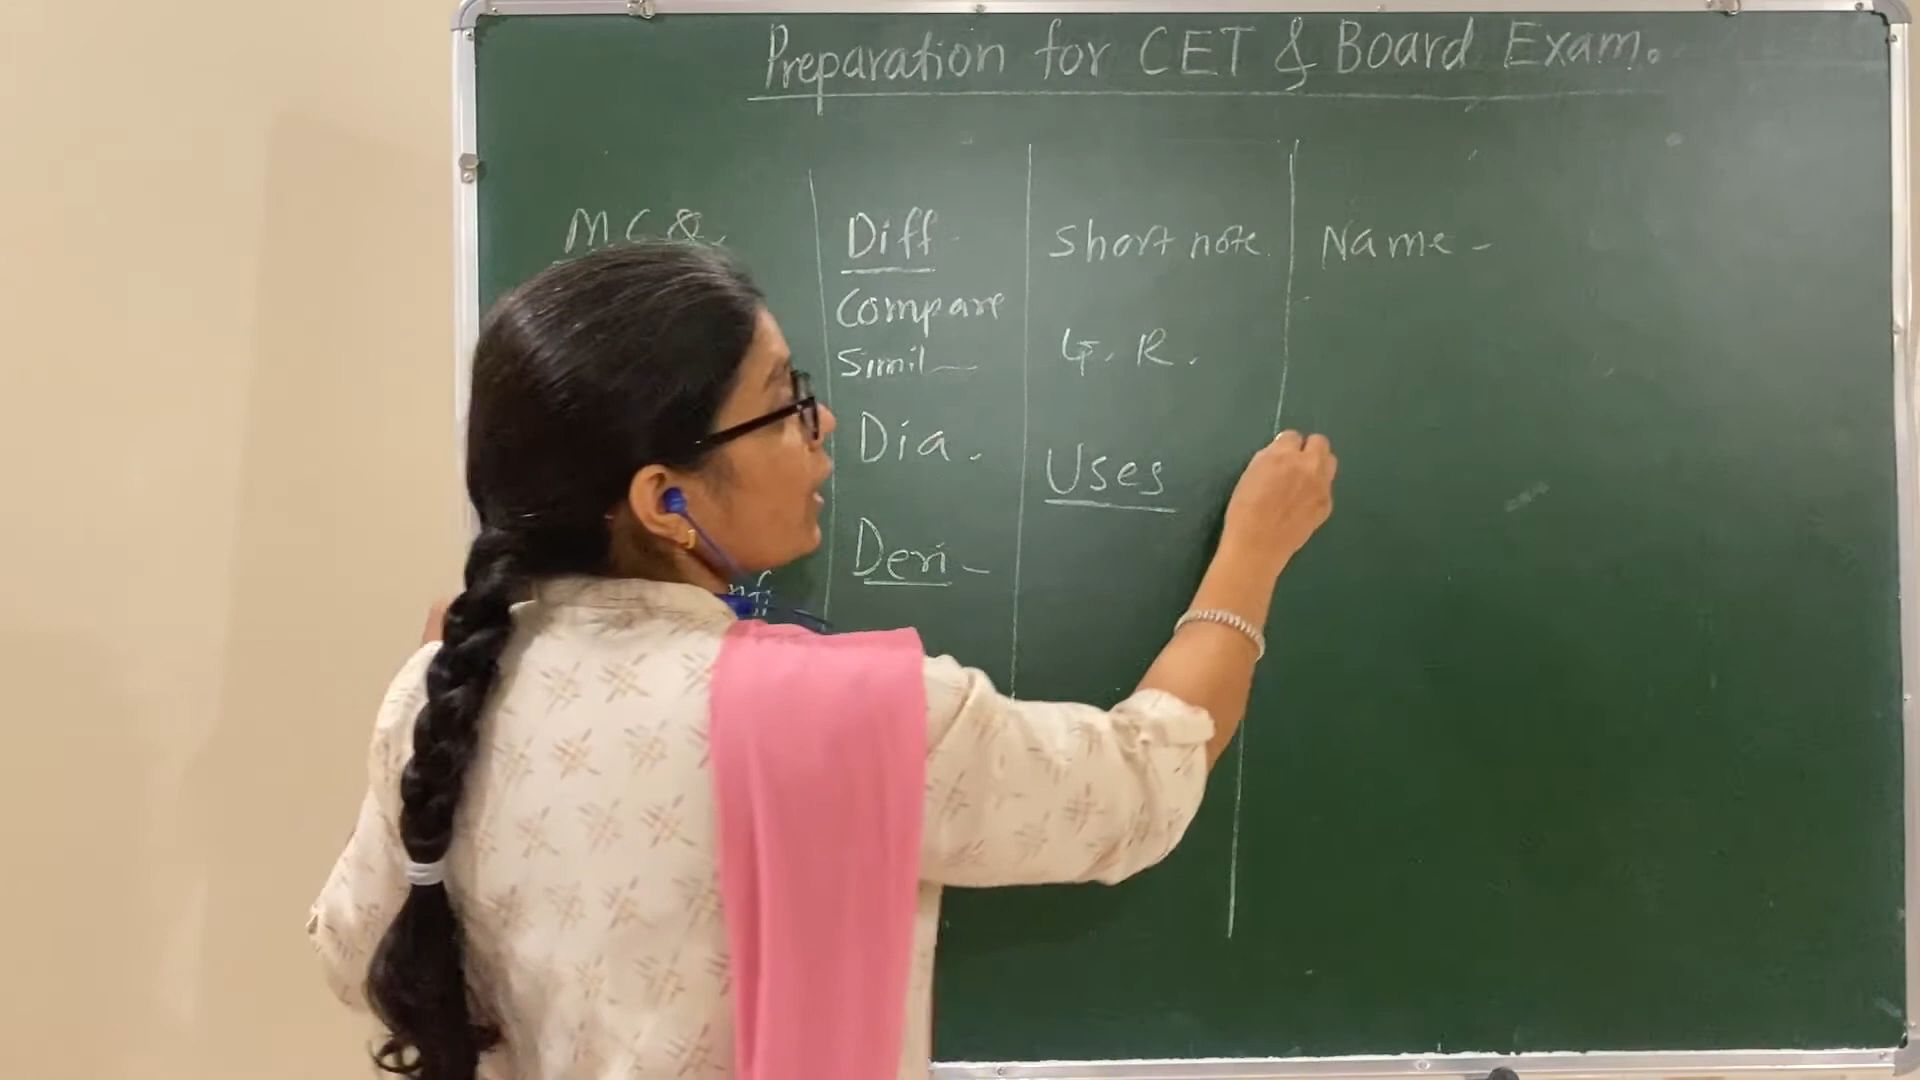 Preparation for CET & Board Exam.
MCQ.
Diff -
Compare
Simil —
Dia.
Deri -
Short note.
G. R.
Uses
Name -